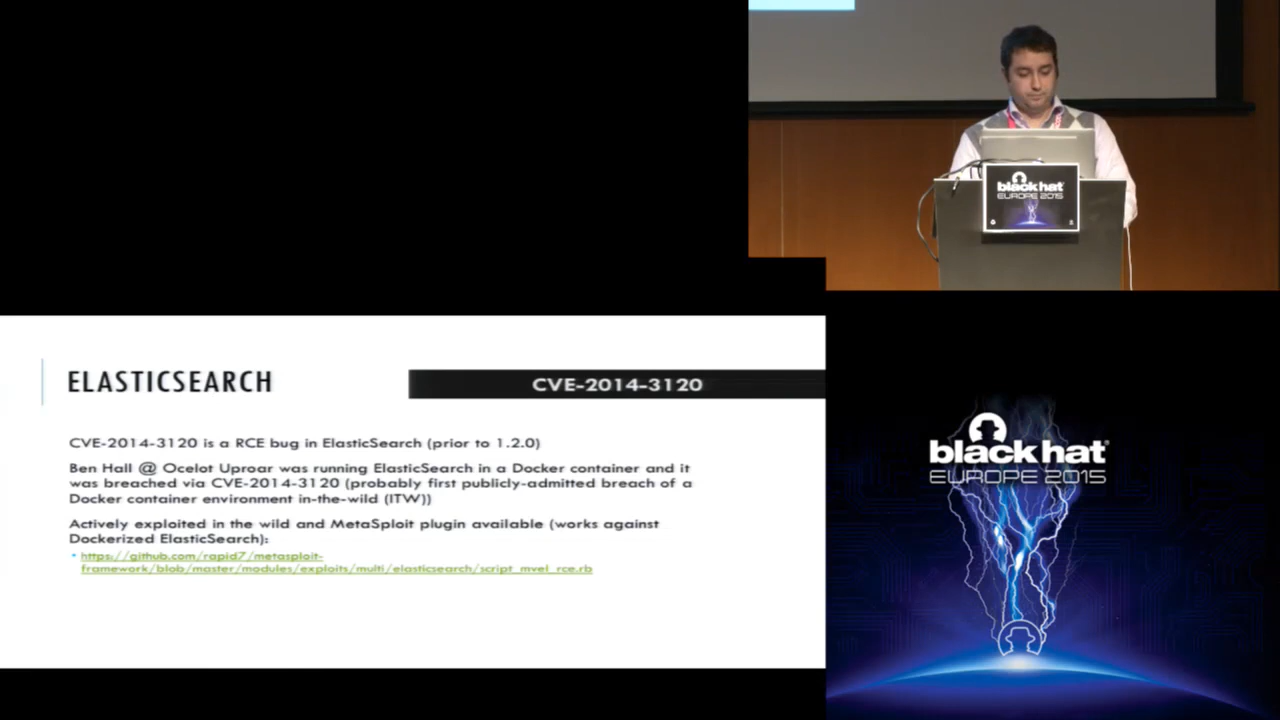 black hat
EUROPE 2015
ELASTICSEARCH
CVE-2014-3120
CVE-2014-3120 is a RCE bug in ElasticSearch (prior to 1.2.0)
Ben Hall @ Ocelot Uproar was running ElasticSearch in a Docker container and it
was breached via CVE-2014-3120 (probably first publicly-admitted breach of a
Docker container environment in-the-wild (ITW))
Actively exploited in the wild and MetaSploit plugin available (works against
Dockerized ElasticSearch):
• https://github.com/rapid7/metasploit-
framework/blob/master/modules/exploits/multi/elasticsearch/script_mvel_rce.rb
black hat®
EUROPE 2015